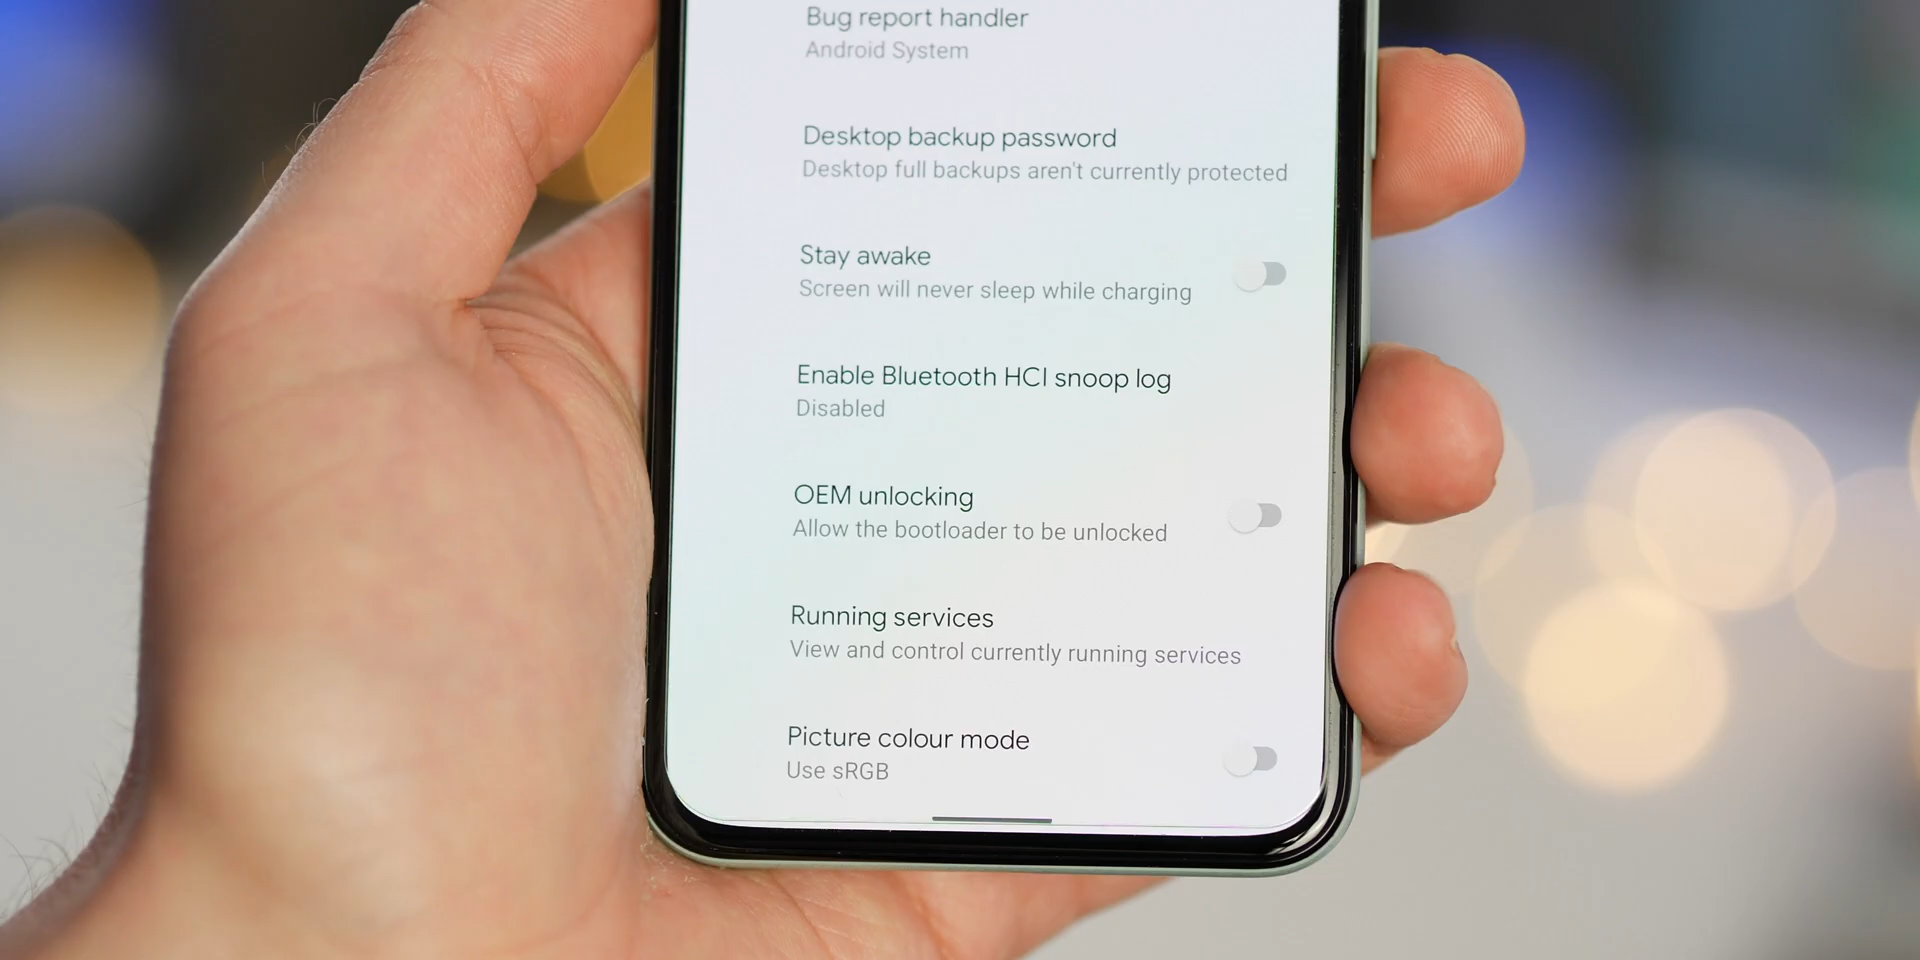 Bug report handler
Android System
Desktop backup password
Desktop full backups aren't currently protected
Stay awake
Screen will never sleep while charging
Enable Bluetooth HCI snoop log
Disabled
OEM unlocking
Allow the bootloader to be unlocked
Running services
View and control currently running services
Picture colour mode
Use sRGB